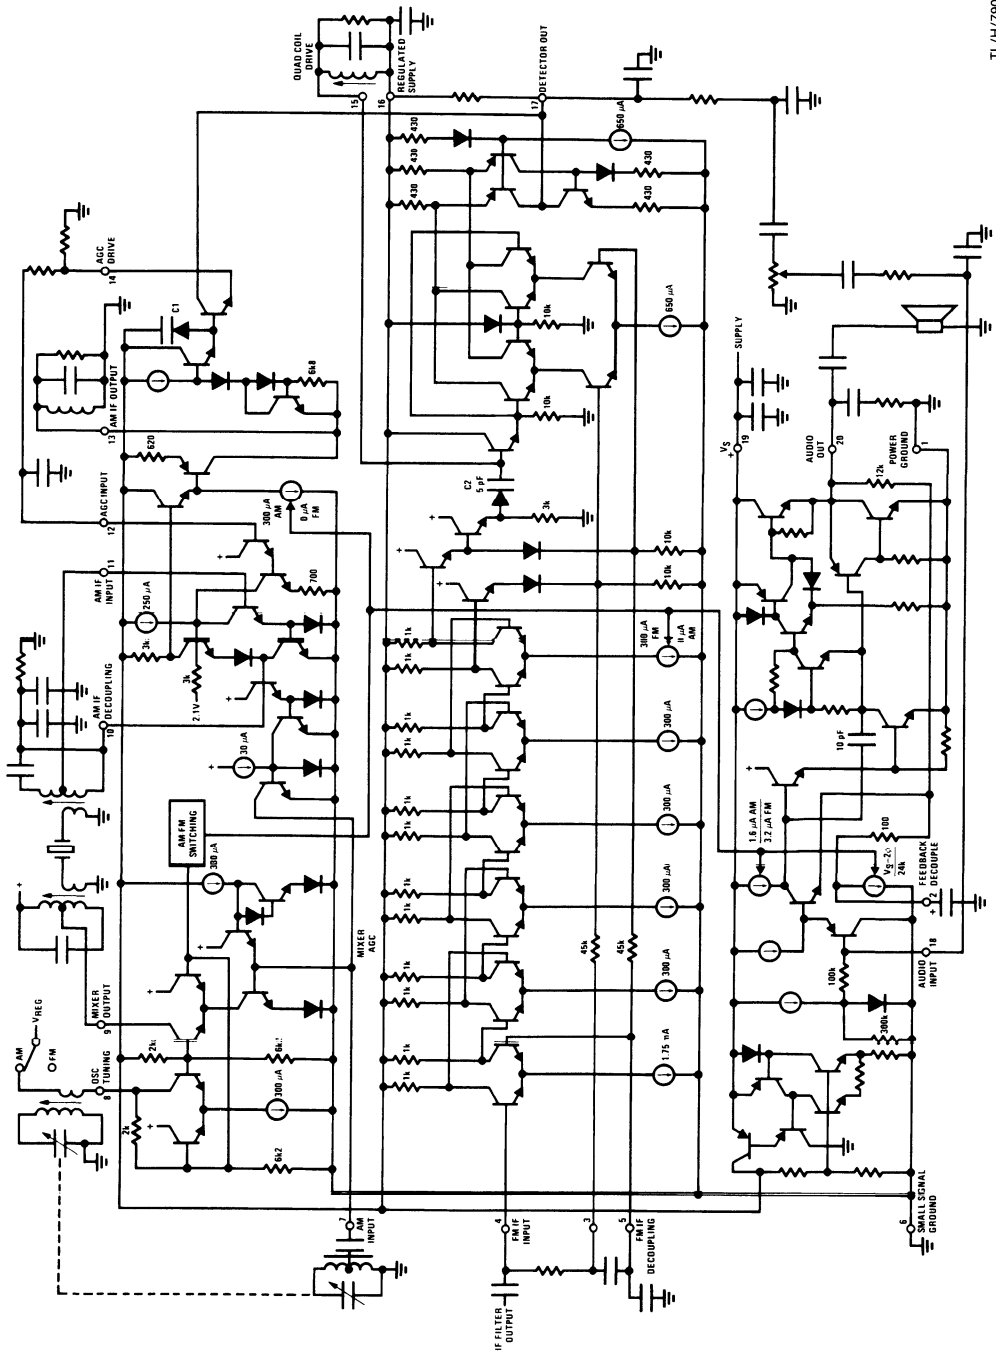 TL/H/790
QUAD COIL
DRIVE
15
16
REGULATED
SUPPLY
17
DETECTOR OUT
430
430
430
650 μA
430
430
AGC
DRIVE
14
C1
6k8
AM IF OUTPUT
13
620
AGC INPUT
12
300 μA
AM
0 μA
FM
AM IF
INPUT
11
250 μA
700
3k
3k
2.1V
AM IF
DECOUPLING
10
+
30 μA
+
AM FM
SWITCHING
300 μA
+
MIXER
AGC
+
MIXER
OUTPUT
9
VREG
AM
FM
OSC
TUNING
8
2k
2k
6k2
300 μA
+
7
AM
INPUT
10k
10k
650 μA
C2
5 pF
3k
+
+
+
10k
10k
1k
1k
300 μA
FM
0 μA
AM
1k
1k
300 μA
1k
1k
300 μA
1k
1k
300 μA
1k
1k
300 μA
1k
1k
1.75 mA
45k
45k
4
FM IF
INPUT
3
5
FM IF
DECOUPLING
IF FILTER
OUTPUT
SUPPLY
VS
+
19
AUDIO
OUT
20
POWER
GROUND
1
12k
10 pF
+
1.6 μA AM
3.2 μA FM
100
VS-2ϕ
24k
FEEDBACK
DECOUPLE
2
+
18
AUDIO
INPUT
100k
300k
6
SMALL SIGNAL
GROUND